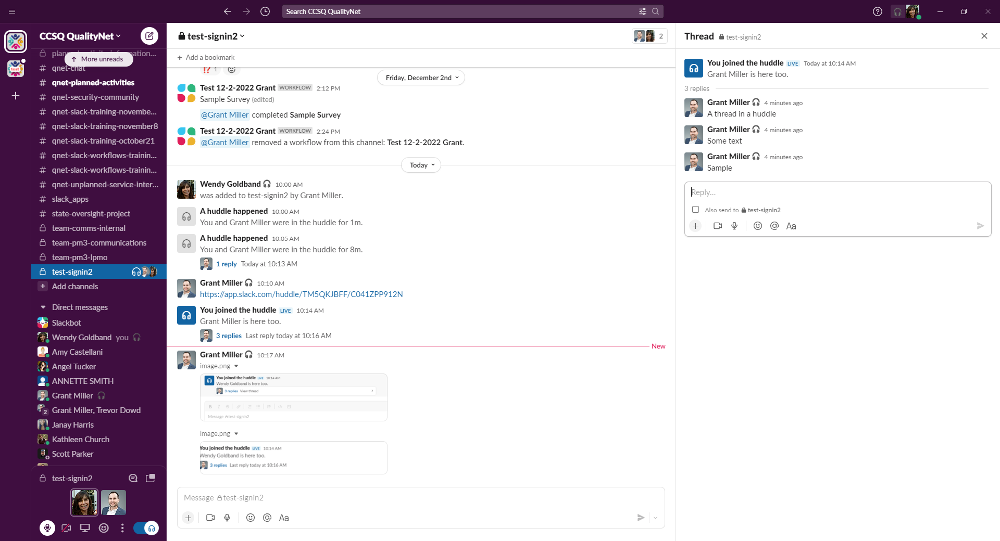 Search CCSQ QualityNet
CCSQ QualityNet
More unreads
# qnet-chat
# qnet-planned-activities
# qnet-security-community
# qnet-slack-training-novembe...
# qnet-slack-training-november8
# qnet-slack-training-october21
# qnet-slack-workflows-trainin...
# qnet-slack-workflows-trainin...
# qnet-unplanned-service-inter...
# slack_apps
# state-oversight-project
team-comms-internal
team-pm3-communications
team-pm3-lpmo
test-signin2
+ Add channels
Direct messages
Slackbot
Wendy Goldband you
Amy Castellani
Angel Tucker
ANNETTE SMITH
Grant Miller
2 Grant Miller, Trevor Dowd
Janay Harris
Kathleen Church
Scott Parker
test-signin2
test
test-signin2
2
+ Add a bookmark
1
Friday, December 2nd
Test 12-2-2022 Grant WORKFLOW 2:12 PM
Sample Survey (edited)
@Grant Miller completed Sample Survey
Test 12-2-2022 Grant WORKFLOW 2:24 PM
@Grant Miller removed a workflow from this channel: Test 12-2-2022 Grant.
Today
Wendy Goldband 10:00 AM
was added to test-signin2 by Grant Miller.
A huddle happened 10:00 AM
You and Grant Miller were in the huddle for 1m.
A huddle happened 10:05 AM
You and Grant Miller were in the huddle for 8m.
1 reply Today at 10:13 AM
Grant Miller 10:10 AM
https://app.slack.com/huddle/TM5QKJBFF/C041ZPP912N
You joined the huddle LIVE 10:14 AM
Grant Miller is here too.
3 replies Last reply today at 10:16 AM
New
Grant Miller 10:17 AM
image.png
You joined the huddle LIVE 10:14 AM
Wendy Goldband is here too.
3 replies View thread
Message test-signin2
image.png
You joined the huddle LIVE 10:14 AM
Wendy Goldband is here too.
3 replies Last reply today at 10:16 AM
Message test-signin2
Aa
Thread test-signin2
You joined the huddle LIVE Today at 10:14 AM
Grant Miller is here too.
3 replies
Grant Miller 4 minutes ago
A thread in a huddle
Grant Miller 4 minutes ago
Some text
Grant Miller 4 minutes ago
Sample
Reply...
Also send to test-signin2
Aa